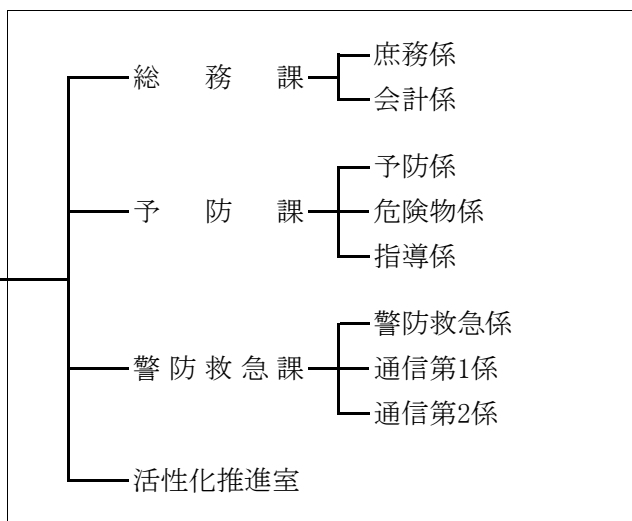 総務課
庶務係
会計係
予防課
予防係
危険物係
指導係
警防救急課
警防救急係
通信第1係
通信第2係
活性化推進室